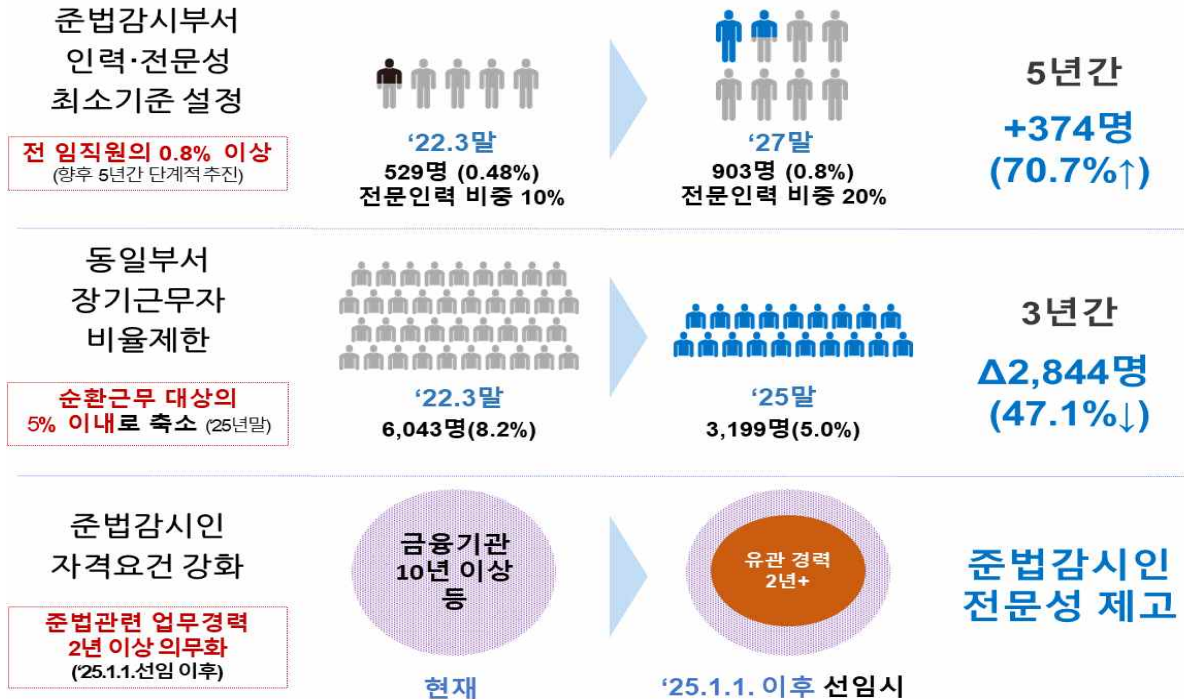 준법감시부서
인력·전문성
최소기준 설정
전 임직원의 0.8% 이상
(향후 5년간 단계적 추진)
‘22.3말
529명 (0.48%)
전문인력 비중 10%
‘27말
903명 (0.8%)
전문인력 비중 20%
5년간
+374명
(70.7%↑)
동일부서
장기근무자
비율제한
순환근무 대상의
5% 이내로 축소 (‘25년말)
‘22.3말
6,043명(8.2%)
‘25말
3,199명(5.0%)
3년간
Δ2,844명
(47.1%↓)
준법감시인
자격요건 강화
준법관련 업무경력
2년 이상 의무화
(‘25.1.1.선임 이후)
금융기관
10년 이상
등
현재
유관 경력
2년+
‘25.1.1. 이후 선임시
준법감시인
전문성 제고